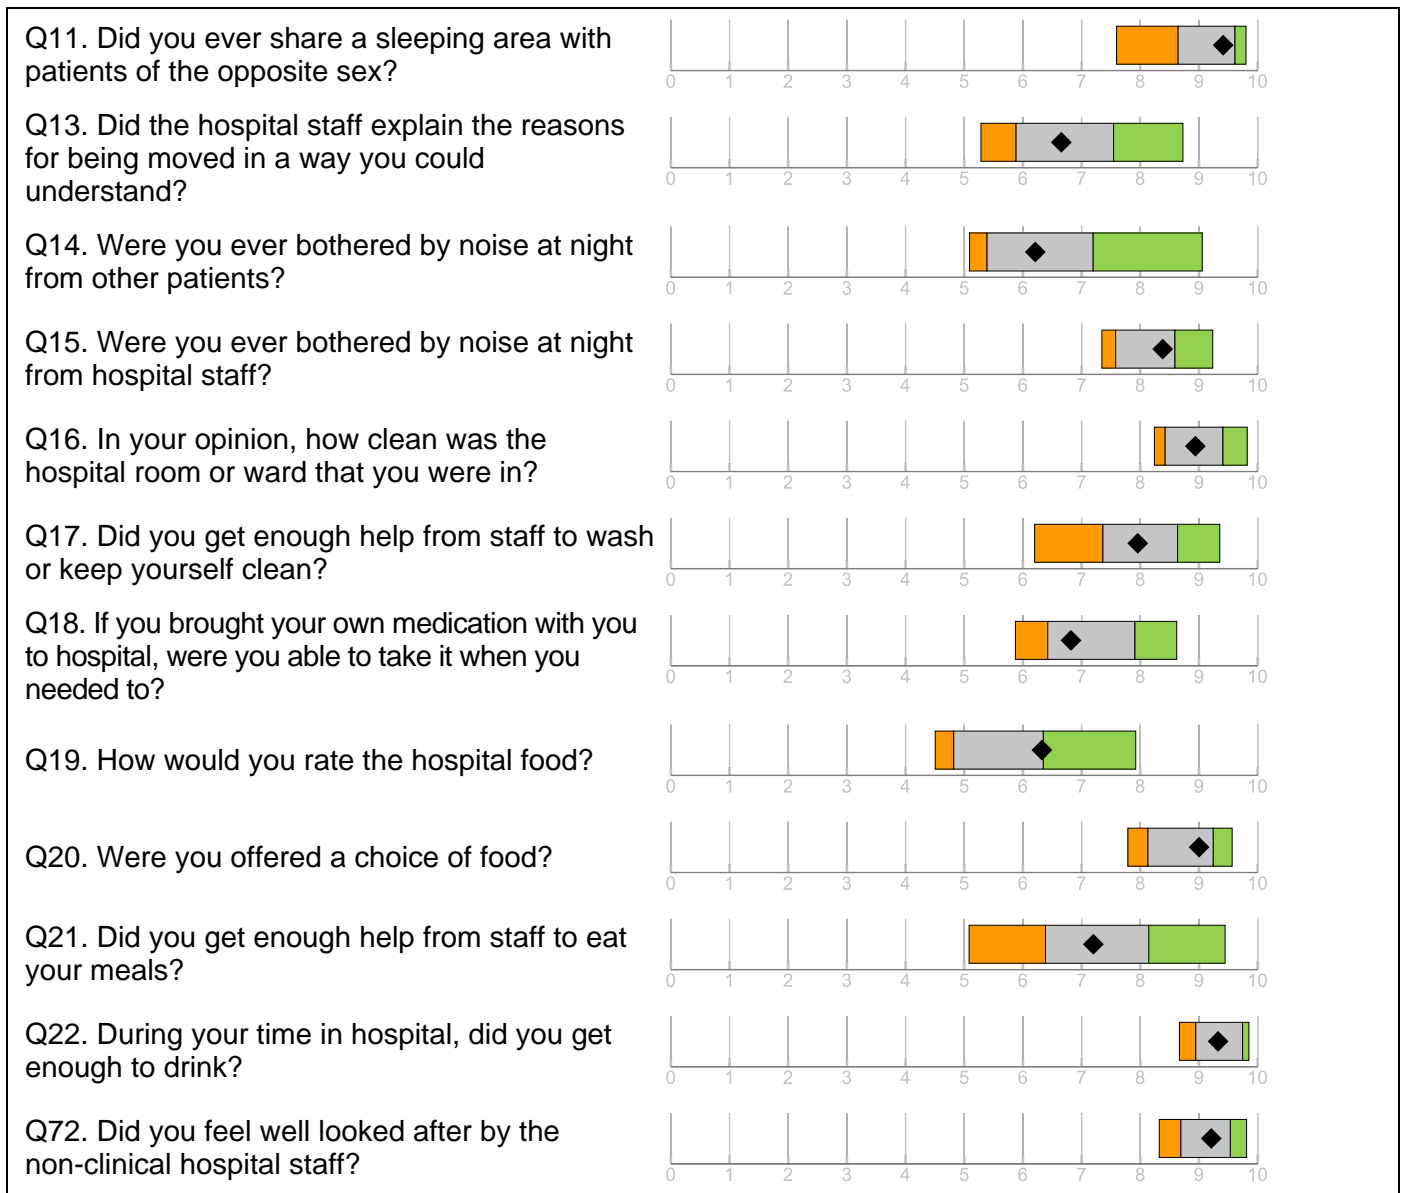 Q11. Did you ever share a sleeping area with
patients of the opposite sex?
0 1 2 3 4 5 6 7 8 9 10
Q13. Did the hospital staff explain the reasons
for being moved in a way you could
understand?
0 1 2 3 4 5 6 7 8 9 10
Q14. Were you ever bothered by noise at night
from other patients?
0 1 2 3 4 5 6 7 8 9 10
Q15. Were you ever bothered by noise at night
from hospital staff?
0 1 2 3 4 5 6 7 8 9 10
Q16. In your opinion, how clean was the
hospital room or ward that you were in?
0 1 2 3 4 5 6 7 8 9 10
Q17. Did you get enough help from staff to wash
or keep yourself clean?
0 1 2 3 4 5 6 7 8 9 10
Q18. If you brought your own medication with you
to hospital, were you able to take it when you
needed to?
0 1 2 3 4 5 6 7 8 9 10
Q19. How would you rate the hospital food?
0 1 2 3 4 5 6 7 8 9 10
Q20. Were you offered a choice of food?
0 1 2 3 4 5 6 7 8 9 10
Q21. Did you get enough help from staff to eat
your meals?
0 1 2 3 4 5 6 7 8 9 10
Q22. During your time in hospital, did you get
enough to drink?
0 1 2 3 4 5 6 7 8 9 10
Q72. Did you feel well looked after by the
non-clinical hospital staff?
0 1 2 3 4 5 6 7 8 9 10